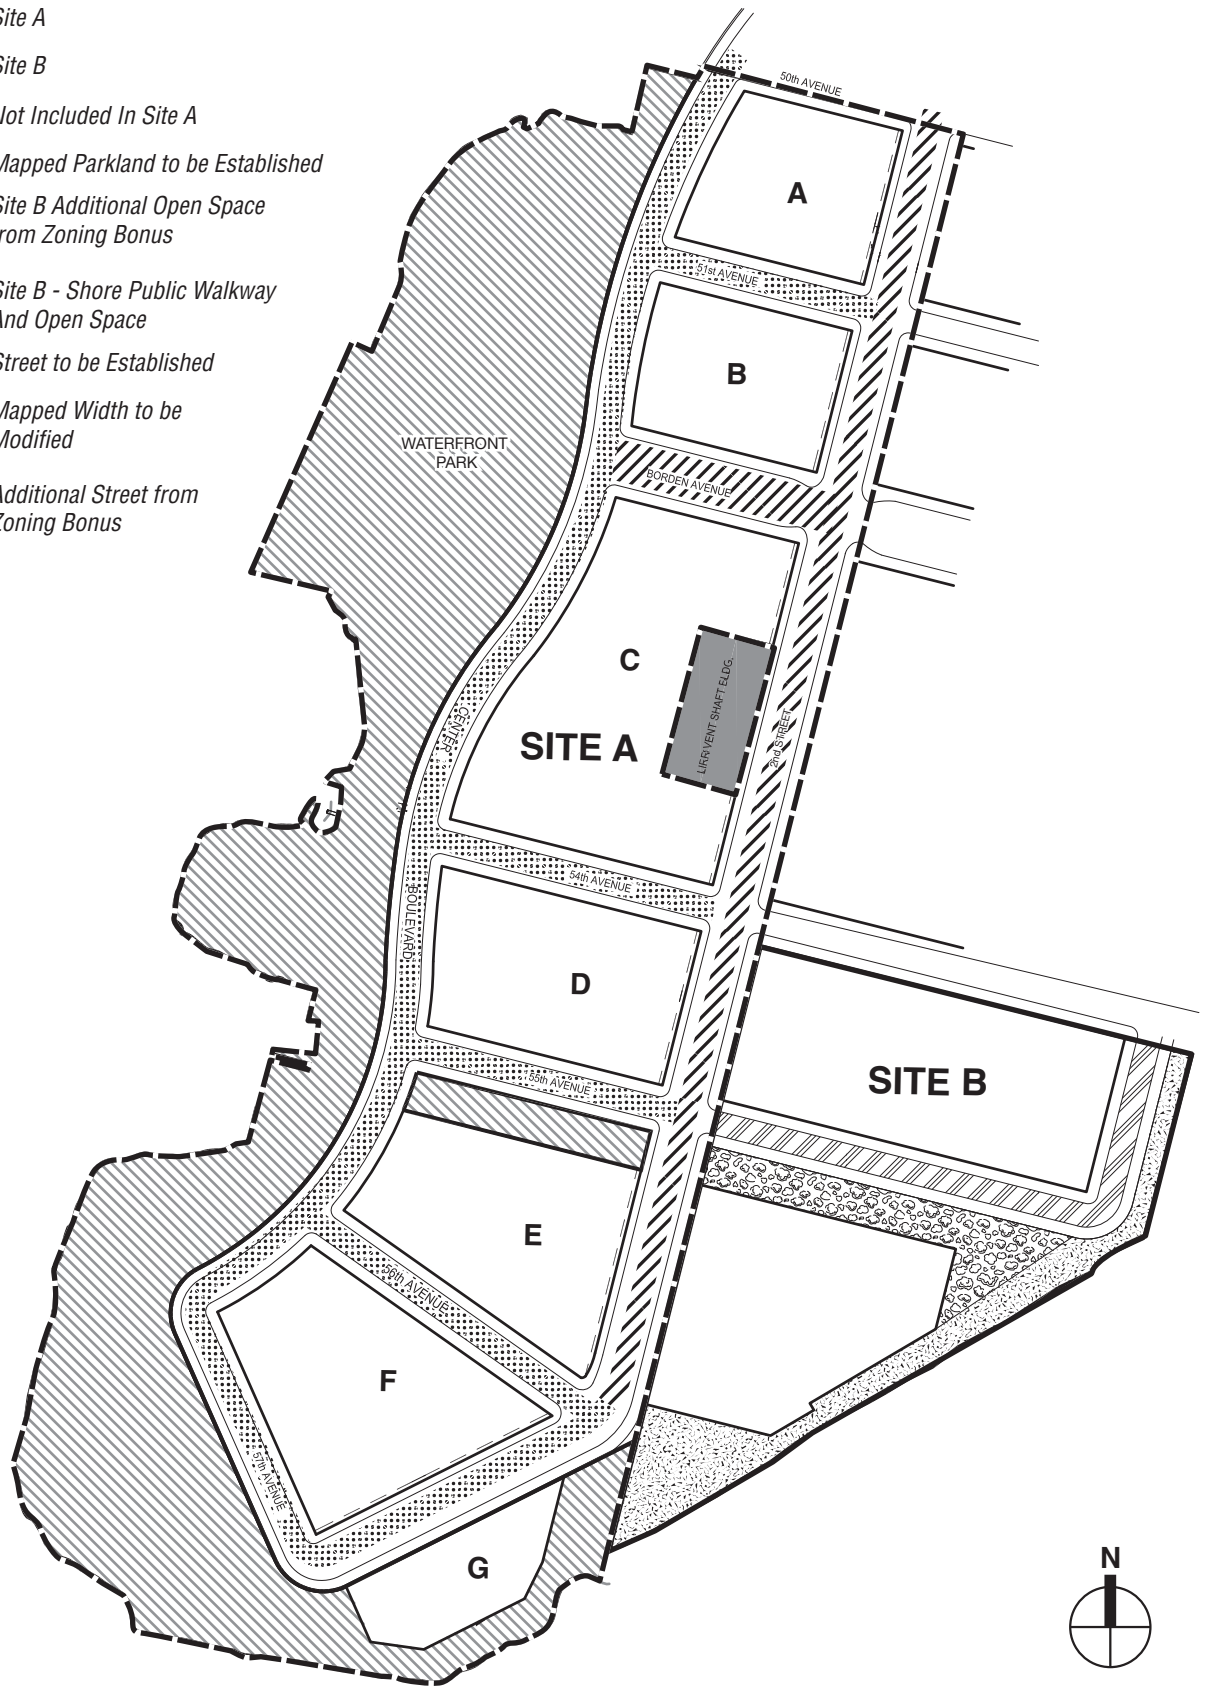 Site A
Site B
Not Included In Site A
Mapped Parkland to be Established
Site B Additional Open Space
from Zoning Bonus
Site B - Shore Public Walkway
And Open Space
Street to be Established
Mapped Width to be
Modified
Additional Street from
Zoning Bonus
50th AVENUE
A
51st AVENUE
B
WATERFRONT
PARK
BORDEN AVENUE
C
LIRR VENT SHAFT BLDG.
SITE A
2nd STREET
CENTER
54th AVENUE
BOULEVARD
D
55th AVENUE
SITE B
E
56th AVENUE
F
57th AVENUE
G
N